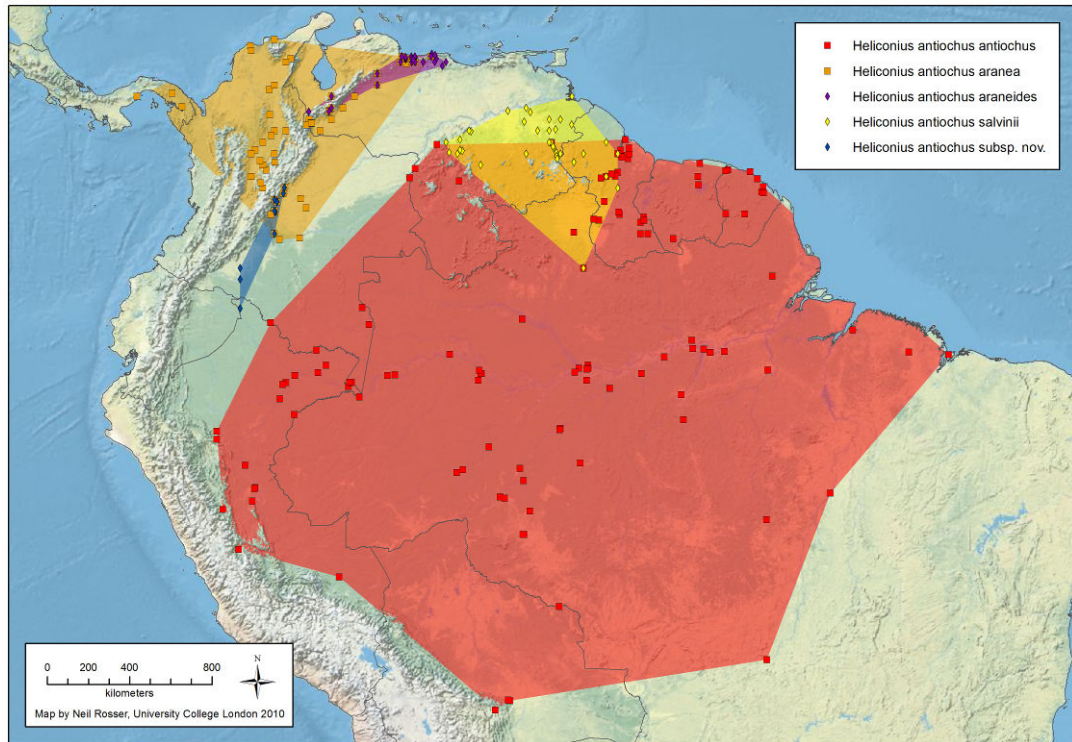 Heliconius antiochus antiochus
Heliconius antiochus aranea
Heliconius antiochus araneides
Heliconius antiochus salvinii
Heliconius antiochus subsp. nov.
0 200 400 800
kilometers
N
Map by Neil Rosser, University College London 2010